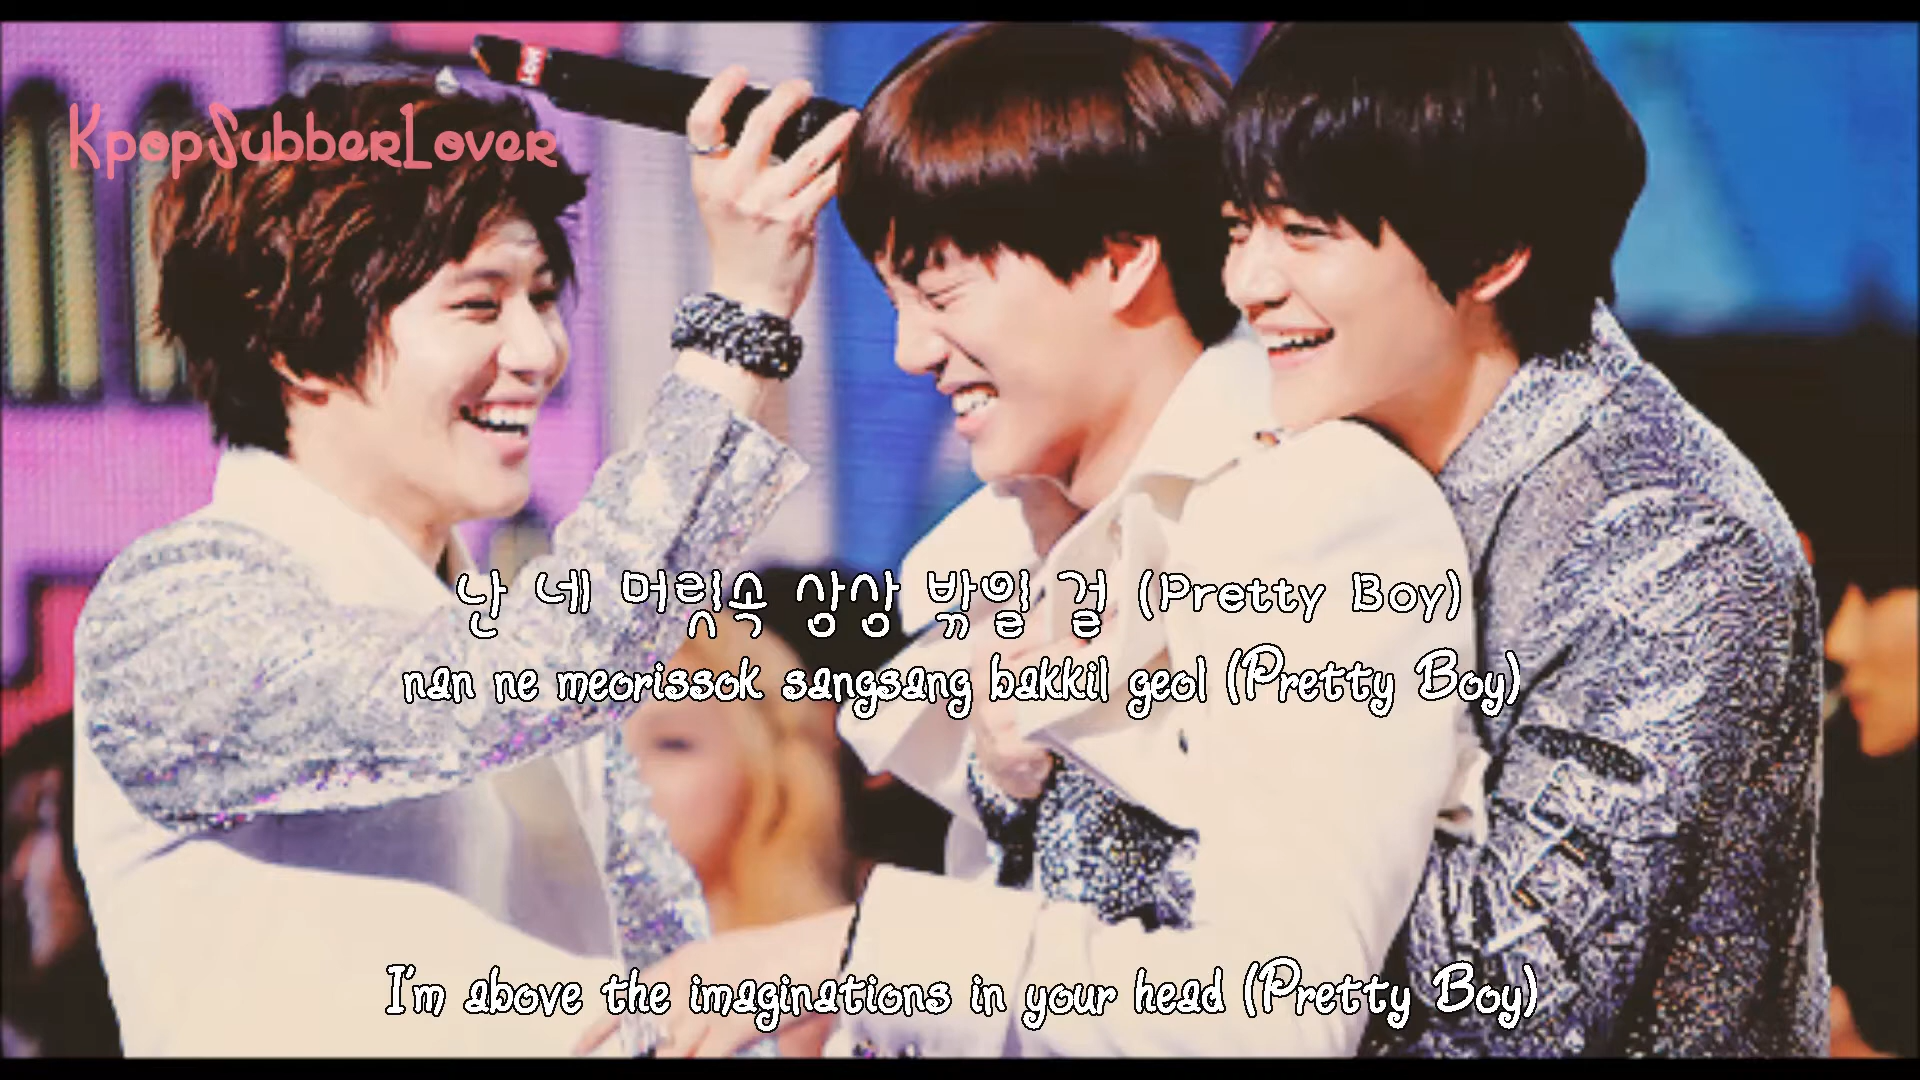 KpopSubberLover
난 네 머릿속 상상 밖일 걸 (Pretty Boy)
nan ne meorissok sangsang bakkil geol (Pretty Boy)
I'm above the imaginations in your head (Pretty Boy)